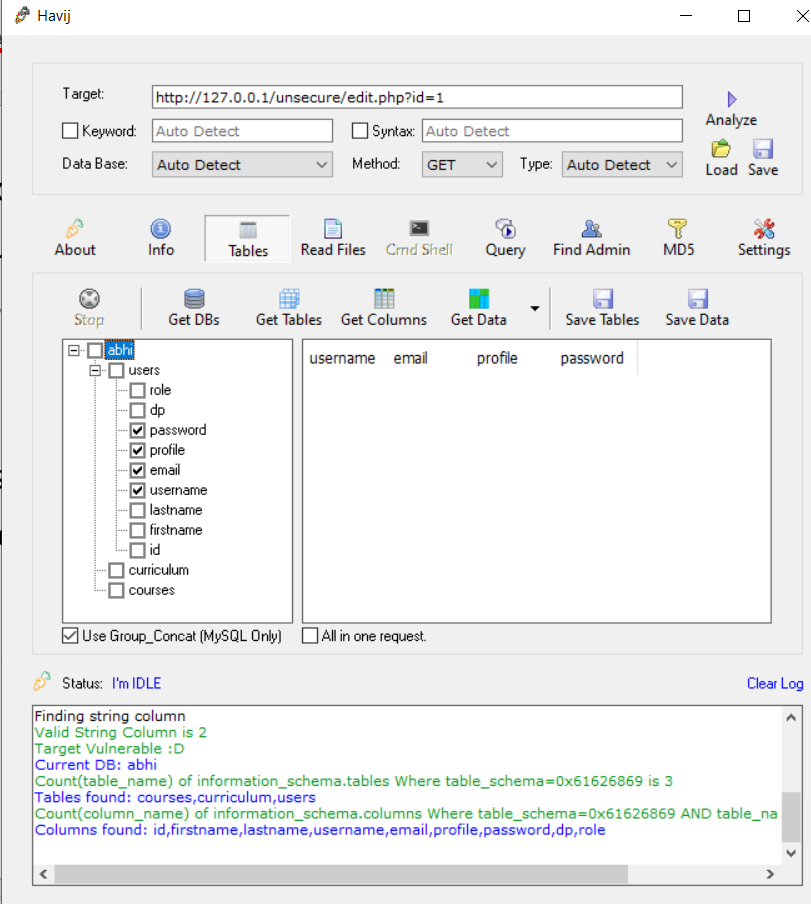 Havij
Target: http://127.0.0.1/unsecure/edit.php?id=1
Analyze
Keyword: Auto Detect Syntax: Auto Detect
Data Base: Auto Detect Method: GET Type: Auto Detect Load Save
About Info Tables Read Files Cmd Shell Query Find Admin MD5 Settings
Stop Get DBs Get Tables Get Columns Get Data Save Tables Save Data
abhi
users
role
dp
password
profile
email
username
lastname
firstname
id
curriculum
courses
username email profile password
Use Group_Concat (MySQL Only) All in one request.
Status: I'm IDLE Clear Log
Finding string column
Valid String Column is 2
Target Vulnerable :D
Current DB: abhi
Count(table_name) of information_schema.tables Where table_schema=0x61626869 is 3
Tables found: courses,curriculum,users
Count(column_name) of information_schema.columns Where table_schema=0x61626869 AND table_na
Columns found: id,firstname,lastname,username,email,profile,password,dp,role